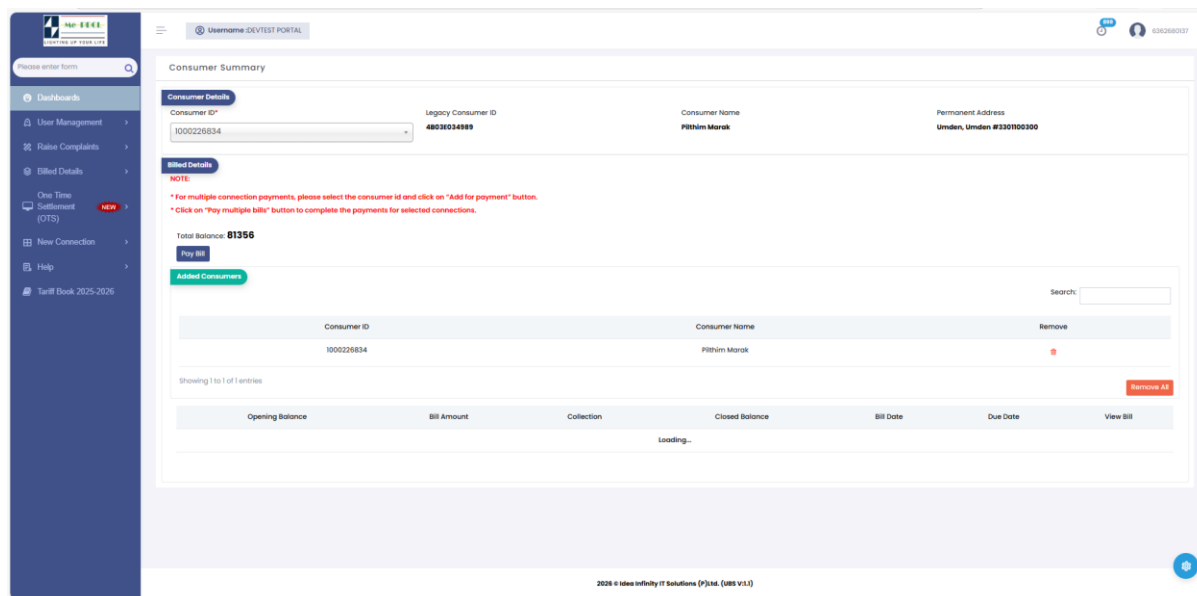 Me-PDCL
LIGHTING UP YOUR LIFE
Username :DEVTEST PORTAL
499
6362660137
Please enter form
Dashboards
User Management
Raise Complaints
Billed Details
One Time
Settlement
(OTS)
NEW
New Connection
Help
Tariff Book 2025-2026
Consumer Summary
Consumer Details
Consumer ID*
Legacy Consumer ID
Consumer Name
Permanent Address
1000226834
4B03E034989
Pilthim Marak
Umden, Umden #3301100300
Billed Details
NOTE:
* For multiple connection payments, please select the consumer id and click on "Add for payment" button.
* Click on "Pay multiple bills" button to complete the payments for selected connections.
Total Balance: 81356
Pay Bill
Added Consumers
Search:
Consumer ID Consumer Name Remove
1000226834 Pilthim Marak
Showing 1 to 1 of 1 entries
Remove All
Opening Balance Bill Amount Collection Closed Balance Bill Date Due Date View Bill
Loading...
2026 © Idea Infinity IT Solutions (P)Ltd. (UBS V:1.1)